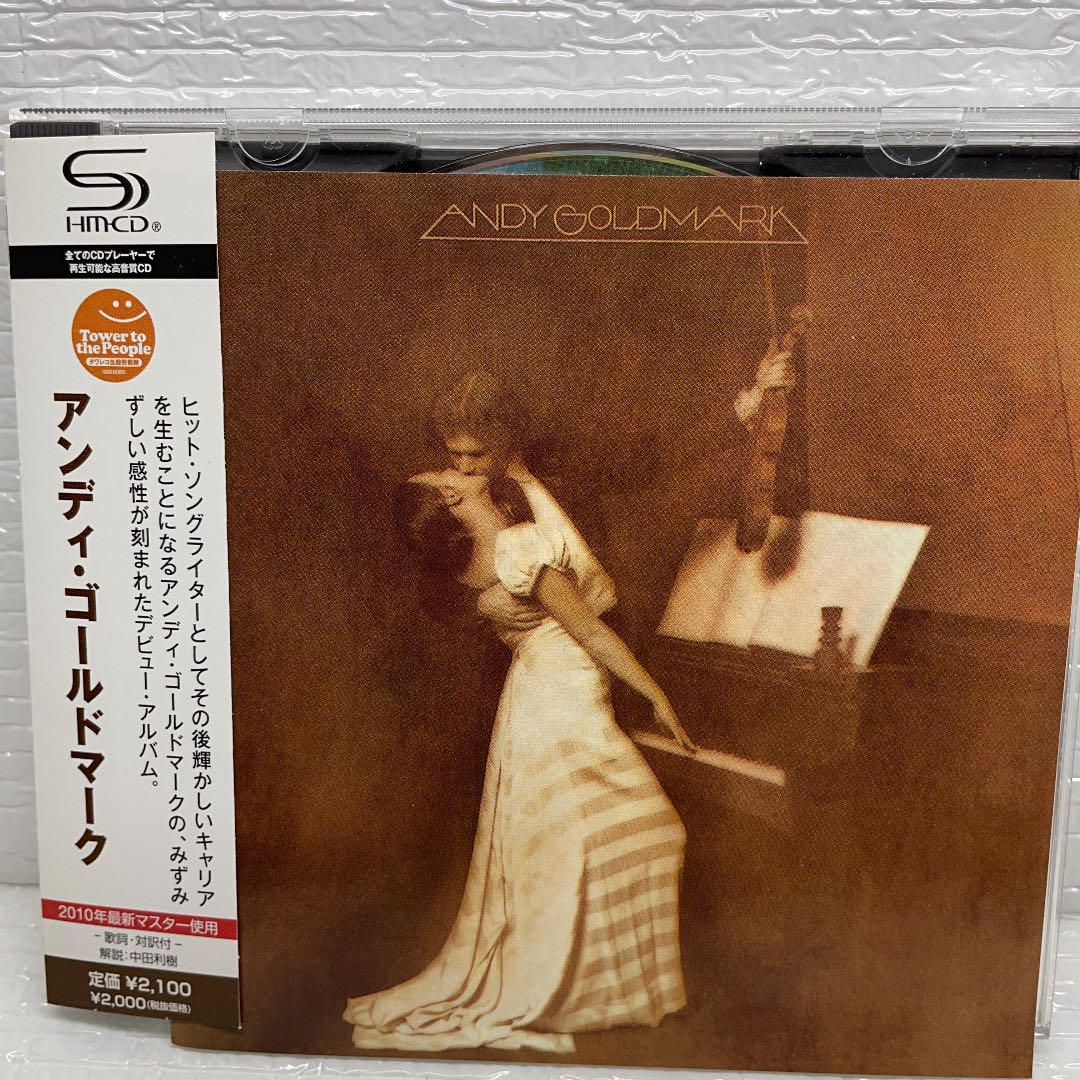 SHM-CD®
全てのCDプレーヤーで
再生可能な高音質CD
Tower to
the People
アンディ・ゴールドマーク
ヒット・ソングライターとしてその後輝かしいキャリア
を生むことになるアンディ・ゴールドマークの、みずみ
ずしい感性が刻まれたデビュー・アルバム。
2010年最新マスター使用
- 歌詞・対訳付 -
解説:中田利樹
定価 ¥2,100
¥2,000(税抜価格)
ANDY GOLDMARK